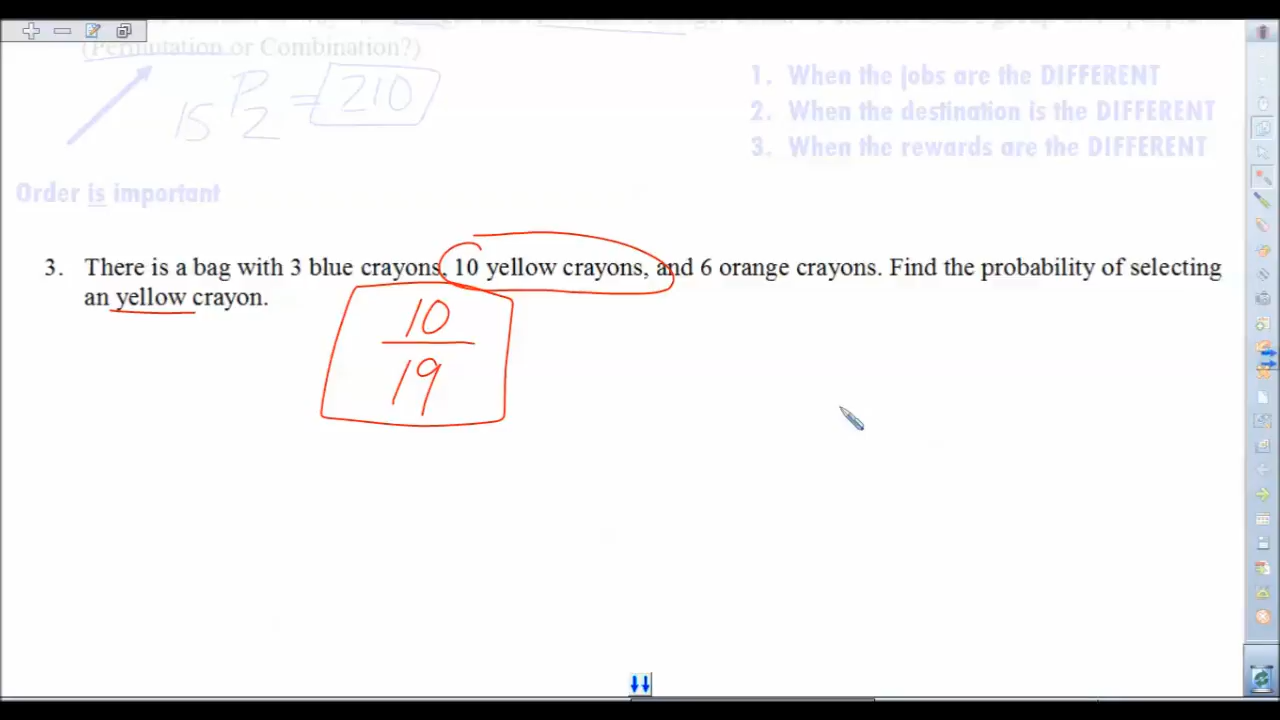 (Permutation or Combination?)
15 P 2 = 210
1. When the jobs are the DIFFERENT
2. When the destination is the DIFFERENT
3. When the rewards are the DIFFERENT
Order is important
3. There is a bag with 3 blue crayons, 10 yellow crayons, and 6 orange crayons. Find the probability of selecting
an yellow crayon.
10
19